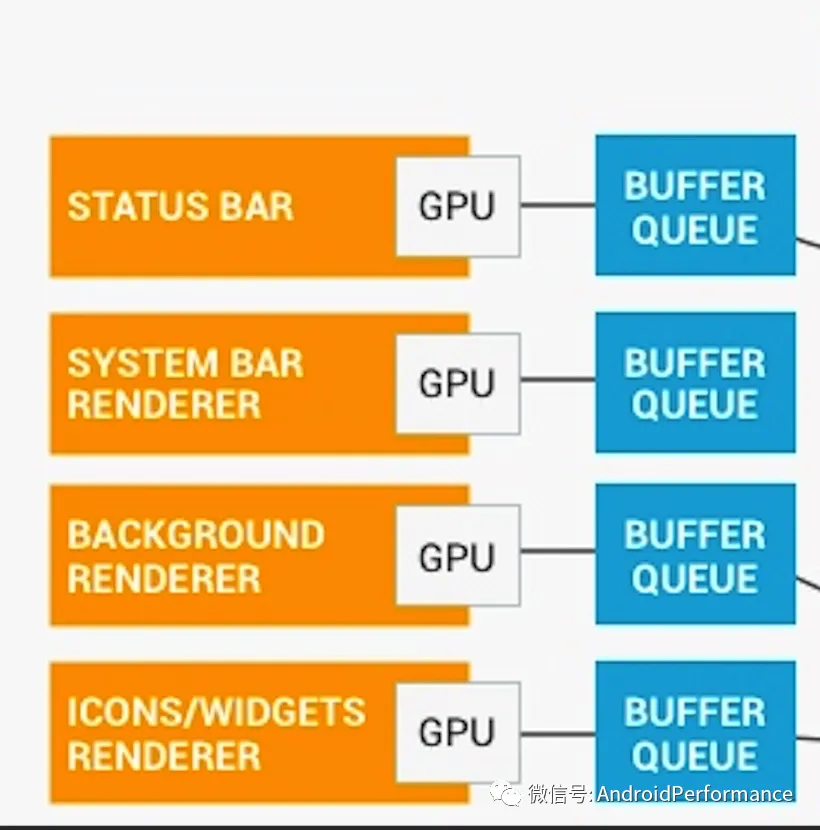 STATUS BAR
GPU
BUFFER
QUEUE
SYSTEM BAR
RENDERER
GPU
BUFFER
QUEUE
BACKGROUND
RENDERER
GPU
BUFFER
QUEUE
ICONS/WIDGETS
RENDERER
GPU
BUFFER
QUEUE
微信号: AndroidPerformance